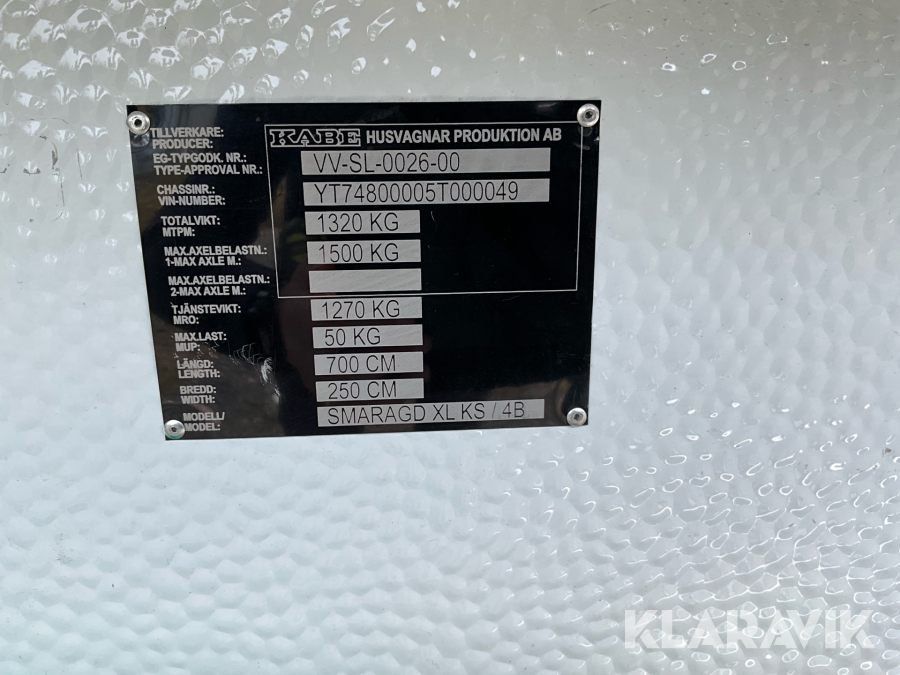 TILLVERKARE:
PRODUCER:
KABE HUSVAGNAR PRODUKTION AB
EG-TYPGODK. NR.:
TYPE-APPROVAL NR.:
VV-SL-0026-00
CHASSINR.:
VIN-NUMBER:
YT74800005T000049
TOTALVIKT:
MTPM:
1320 KG
MAX.AXELBELASTN.:
1-MAX AXLE M.:
1500 KG
MAX.AXELBELASTN.:
2-MAX AXLE M.:
TJÄNSTEVIKT:
MRO:
1270 KG
MAX.LAST:
MUP:
50 KG
LÄNGD:
LENGTH:
700 CM
BREDD:
WIDTH:
250 CM
MODELL/
MODEL:
SMARAGD XL KS / 4B
KLARAVIK